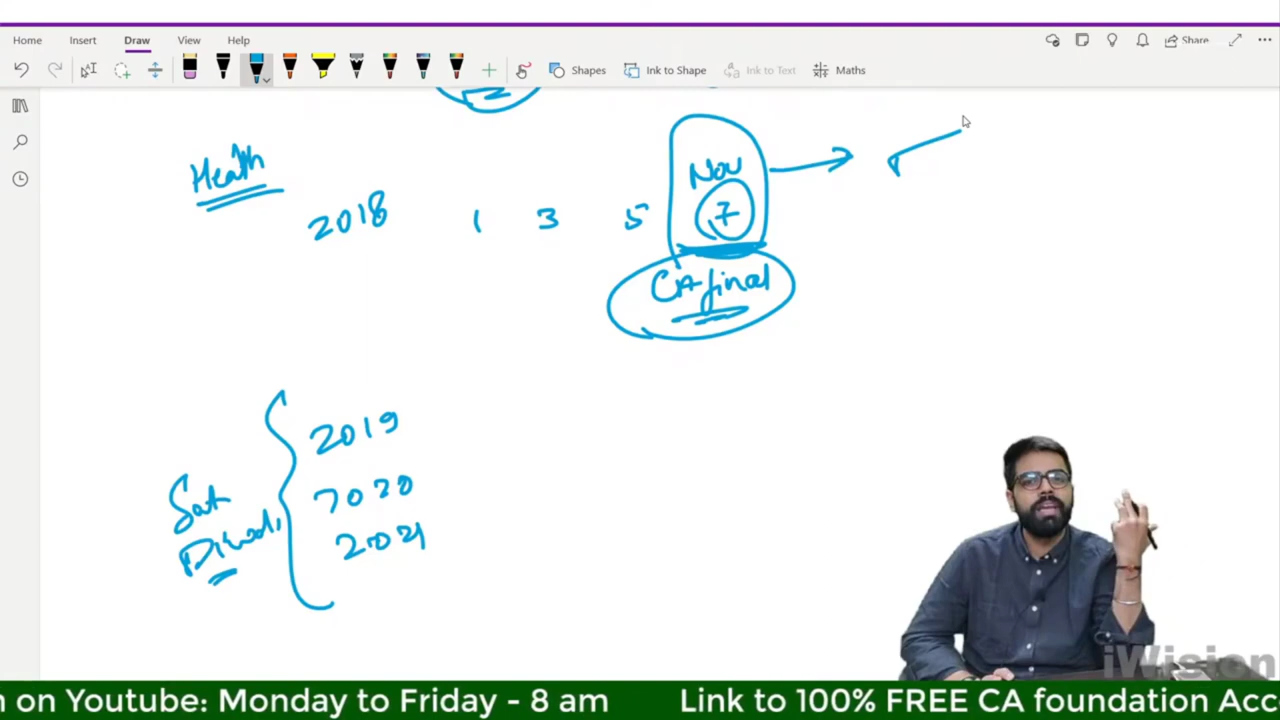 Home Insert Draw View Help
Share
Shapes Ink to Shape Ink to Text Maths
Health
Nov
2018 1 3 5 7
CA final
2019
2020
Sat
2021
iWision
n on Youtube: Monday to Friday - 8 am Link to 100% FREE CA foundation Acc